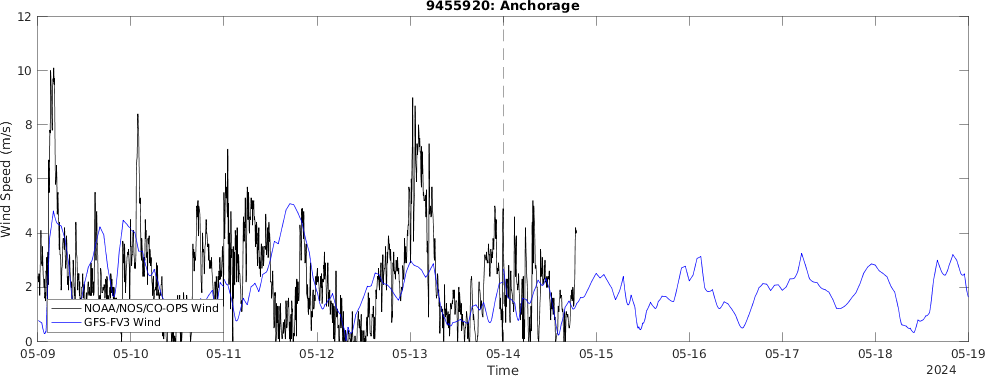 9455920: Anchorage
12
10
8
6
4
2
0
Wind Speed (m/s)
NOAA/NOS/CO-OPS Wind
GFS-FV3 Wind
05-09 05-10 05-11 05-12 05-13 05-14 05-15 05-16 05-17 05-18 05-19
Time
2024